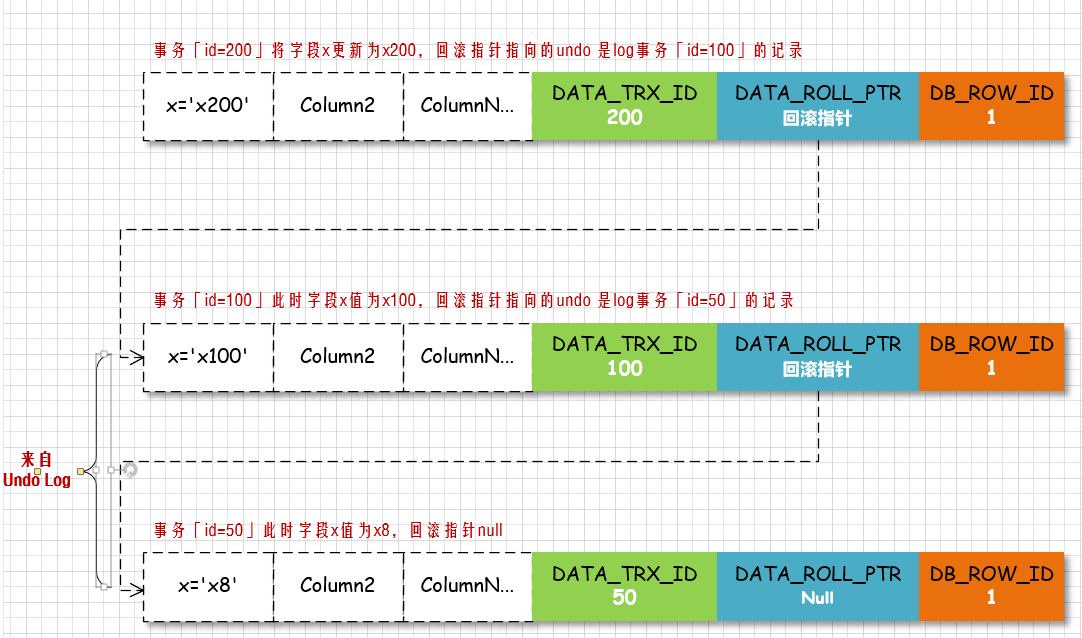 事务「id=200」将字段x更新为x200，回滚指针指向的undo 是log事务「id=100」的记录
x='x200' Column2 ColumnN... DATA_TRX_ID DATA_ROLL_PTR DB_ROW_ID
200 回滚指针 1
事务「id=100」此时字段x值为x100，回滚指针指向的undo 是log事务「id=50」的记录
x='x100' Column2 ColumnN... DATA_TRX_ID DATA_ROLL_PTR DB_ROW_ID
100 回滚指针 1
来自
Undo Log
事务「id=50」此时字段x值为x8，回滚指针null
x='x8' Column2 ColumnN... DATA_TRX_ID DATA_ROLL_PTR DB_ROW_ID
50 Null 1